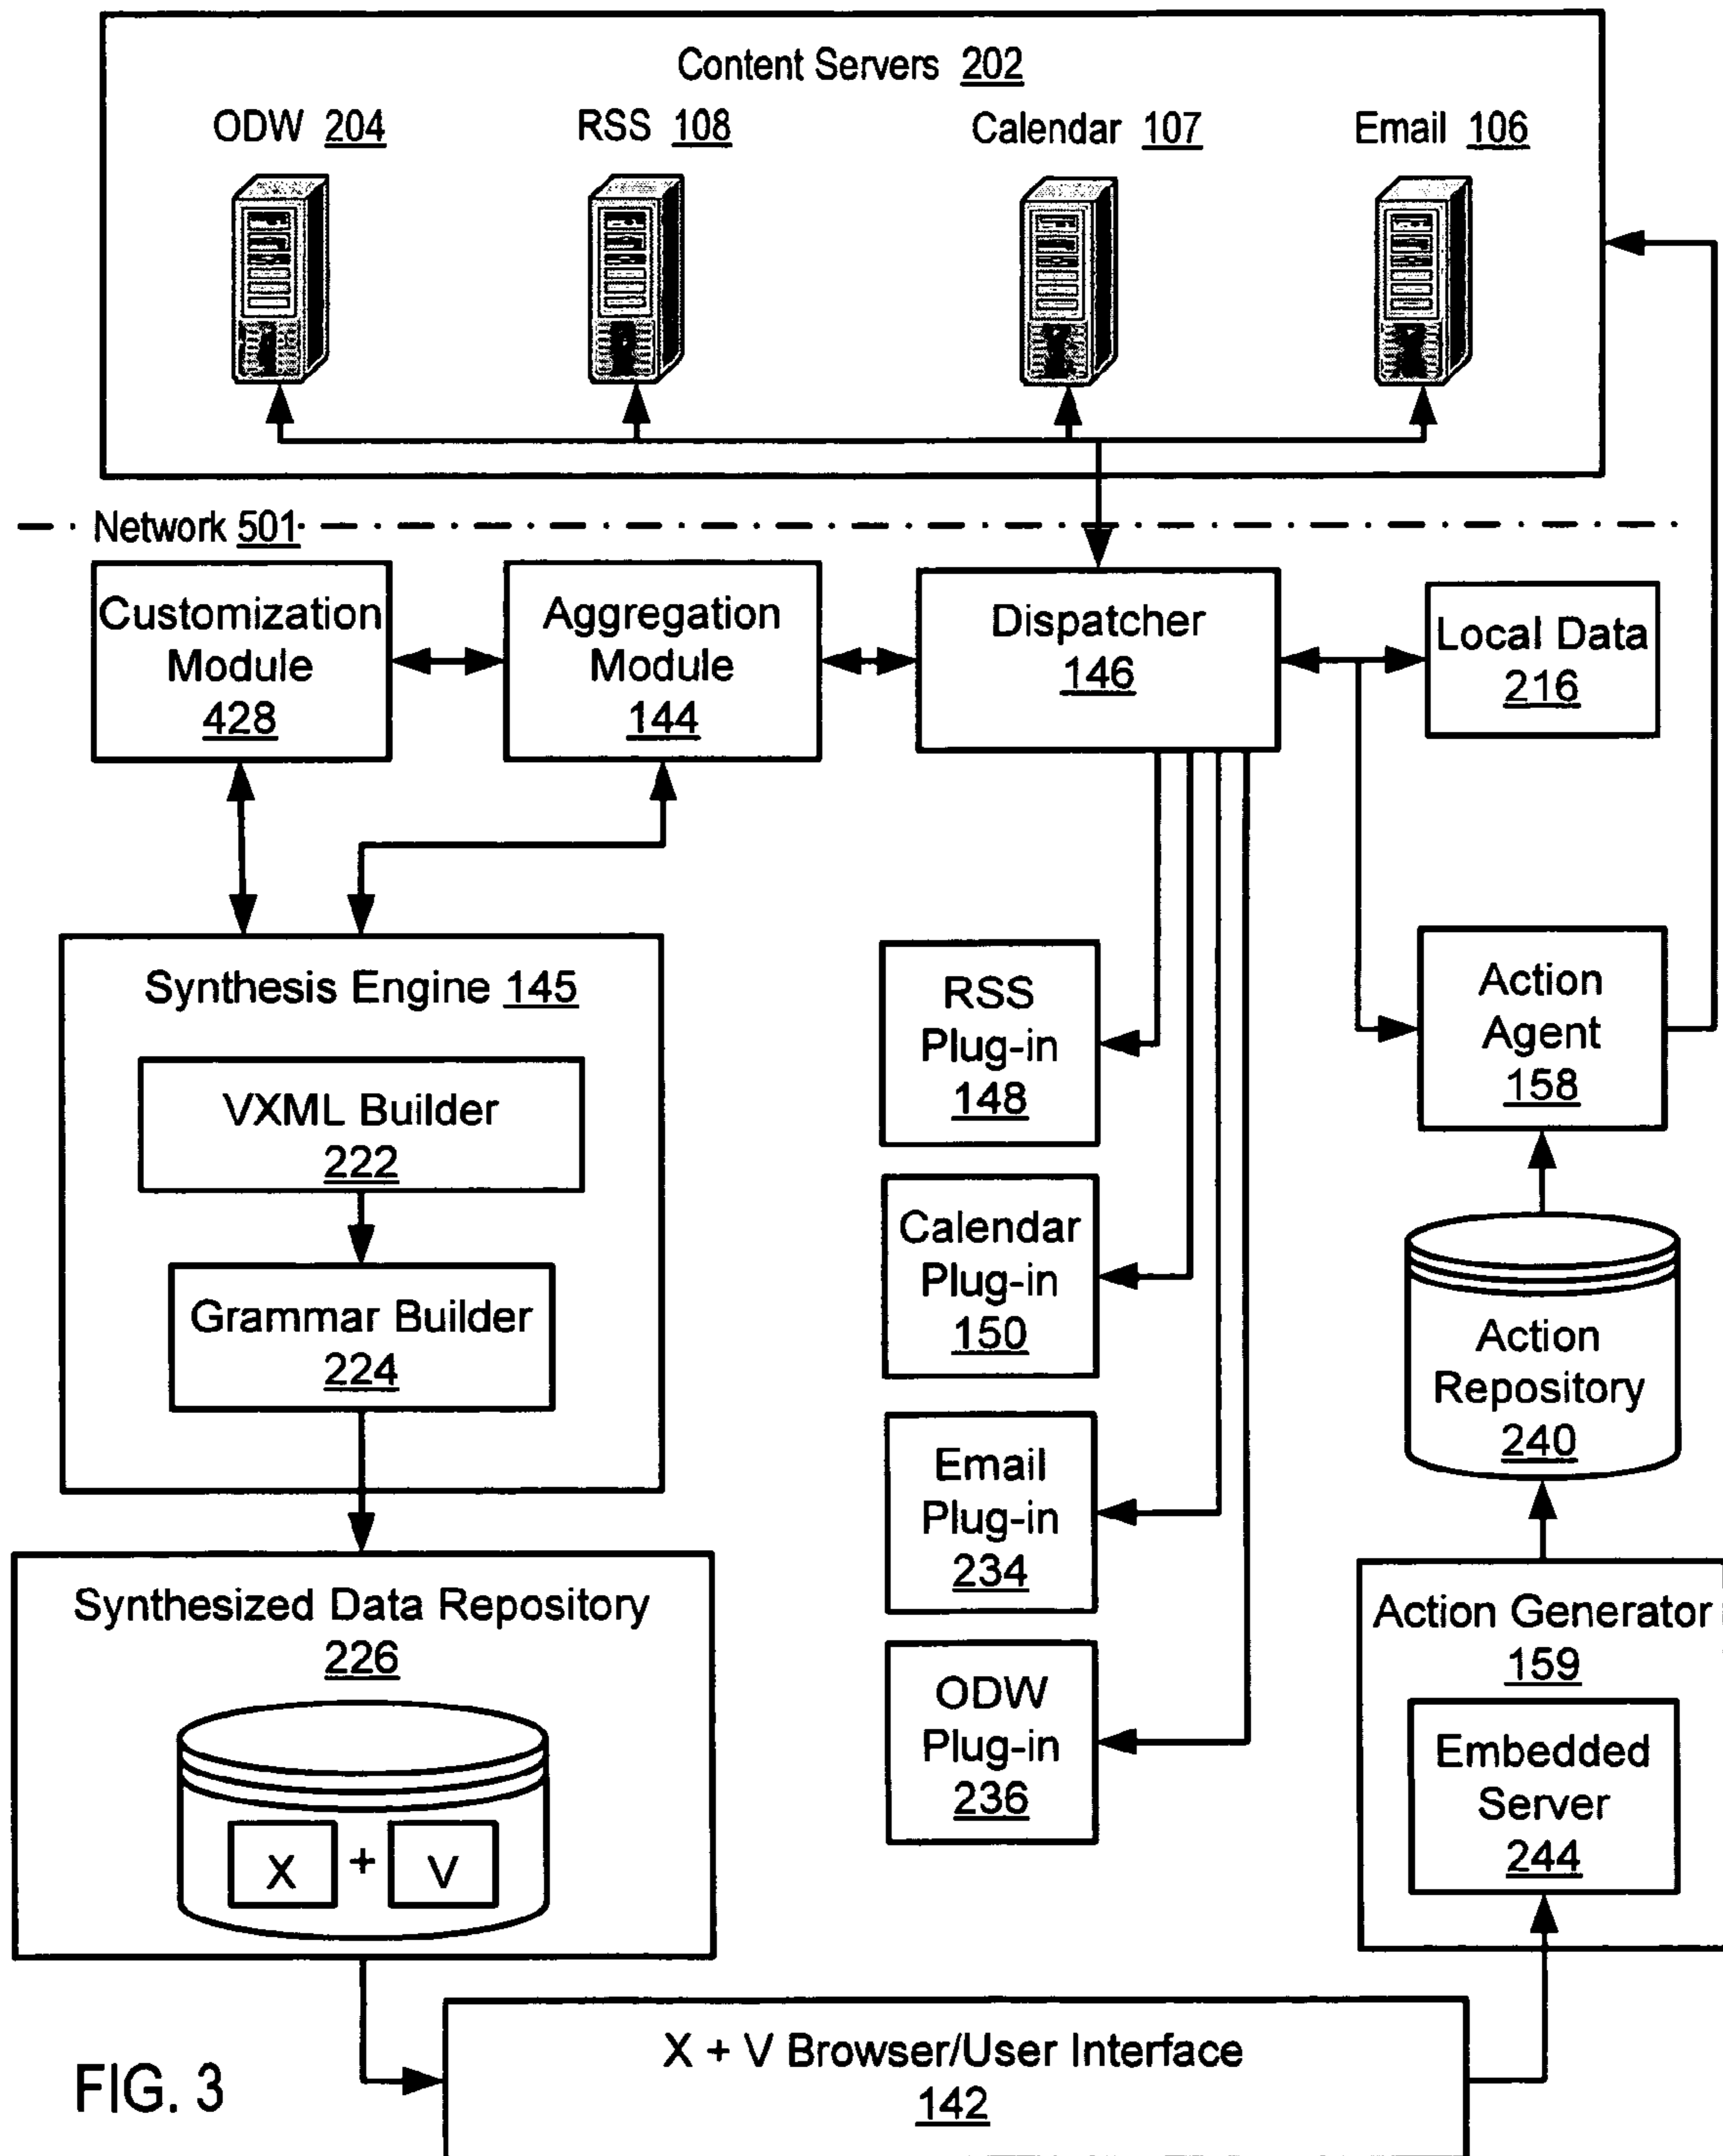 Content Servers 202
ODW 204
RSS 108
Calendar 107
Email 106
Network 501
Customization
Module
428
Aggregation
Module
144
Dispatcher
146
Local Data
216
Synthesis Engine 145
VXML Builder
222
Grammar Builder
224
RSS
Plug-in
148
Calendar
Plug-in
150
Email
Plug-in
234
ODW
Plug-in
236
Action
Agent
158
Action
Repository
240
Action Generator
159
Embedded
Server
244
Synthesized Data Repository
226
X + V
X + V Browser/User Interface
142
FIG. 3